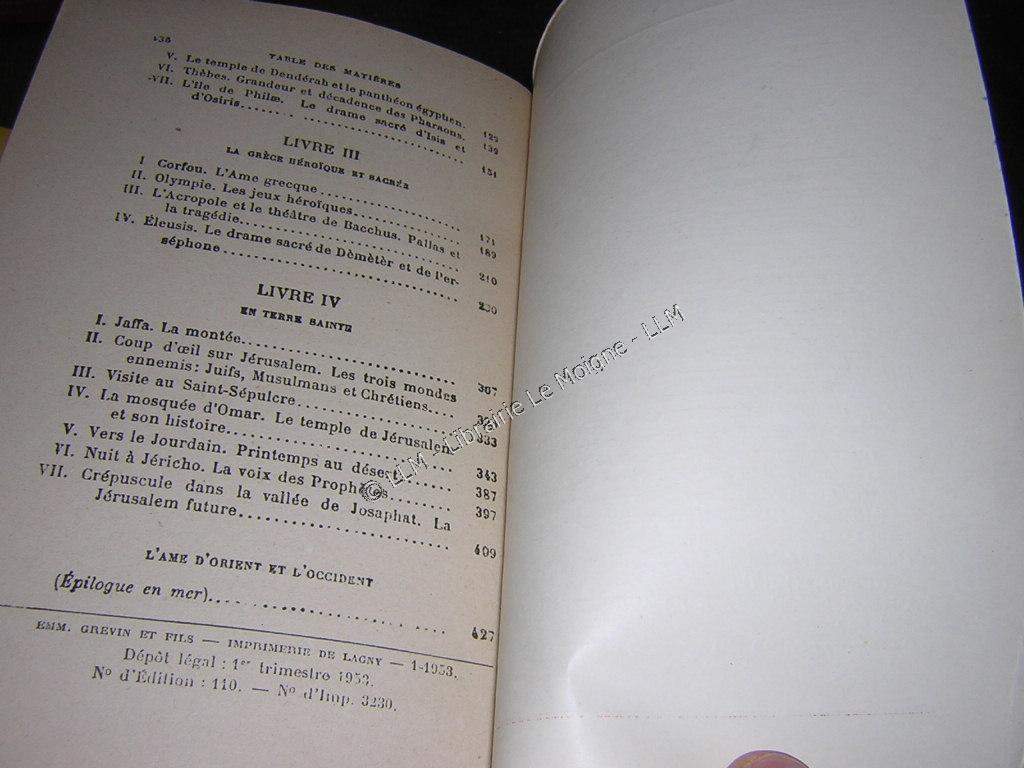 TABLE DES MATIÈRES
V. Le temple de Dendérah et le panthéon égyptien.
VI. Thèbes. Grandeur et décadence des Pharaons. 139
VII. L'Ile de Philæ. Le drame sacré d'Isis et
d'Osiris........ 151
LIVRE III
LA GRÈCE HÉROÏQUE ET SACRÉE
I Corfou. L'Ame grecque.................... 171
II. Olympie. Les jeux héroïques.............. 189
III. L'Acropole et le théâtre de Bacchus. Pallas et
la tragédie......................... 210
IV. Éleusis. Le drame sacré de Dèmètèr et de Per-
séphone..............................
LIVRE IV
EN TERRE SAINTE
I. Jaffa. La montée........................ 307
II. Coup d'œil sur Jérusalem. Les trois mondes
ennemis: Juifs, Musulmans et Chrétiens....
III. Visite au Saint-Sépulcre................ 333
IV. La mosquée d'Omar. Le temple de Jérusalem
et son histoire........................ 343
V. Vers le Jourdain. Printemps au désert...... 387
VI. Nuit à Jéricho. La voix des Prophètes...... 397
VII. Crépuscule dans la vallée de Josaphat. La
Jérusalem future........................ 409
L'AME D'ORIENT ET L'OCCIDENT
(Épilogue en mer)........................ 427
EMM. GREVIN ET FILS — IMPRIMERIE DE LAGNY — 1-1953.
Dépôt légal : 1er trimestre 1953.
No d'Édition : 110. — No d'Imp. 3230.
© LLM - Librairie Le Moigne - LLM